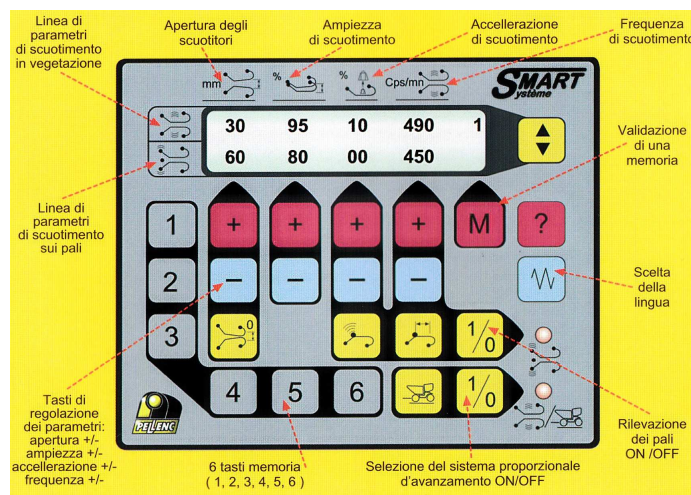 Linea di
parametri
di scuotimento
in vegetazione
Apertura degli
scuotitori
Ampiezza
di scuotimento
Accellerazione
di scuotimento
Frequenza
di scuotimento
mm
%
%
Cps/mn
SMART
Système
30 95 10 490 1
60 80 00 450
Validazione
di una
memoria
Linea di
parametri
di scuotimento
sui pali
1 + + + + M ?
2 − − − −
Scelta
della
lingua
3 0 1/0
4 5 6 1/0
PELLENC
Tasti di
regolazione
dei parametri:
apertura +/-
ampiezza +/-
accellerazione +/-
frequenza +/-
6 tasti memoria
( 1, 2, 3, 4, 5, 6 )
Selezione del sistema proporzionale
d'avanzamento ON/OFF
Rilevazione
dei pali
ON /OFF